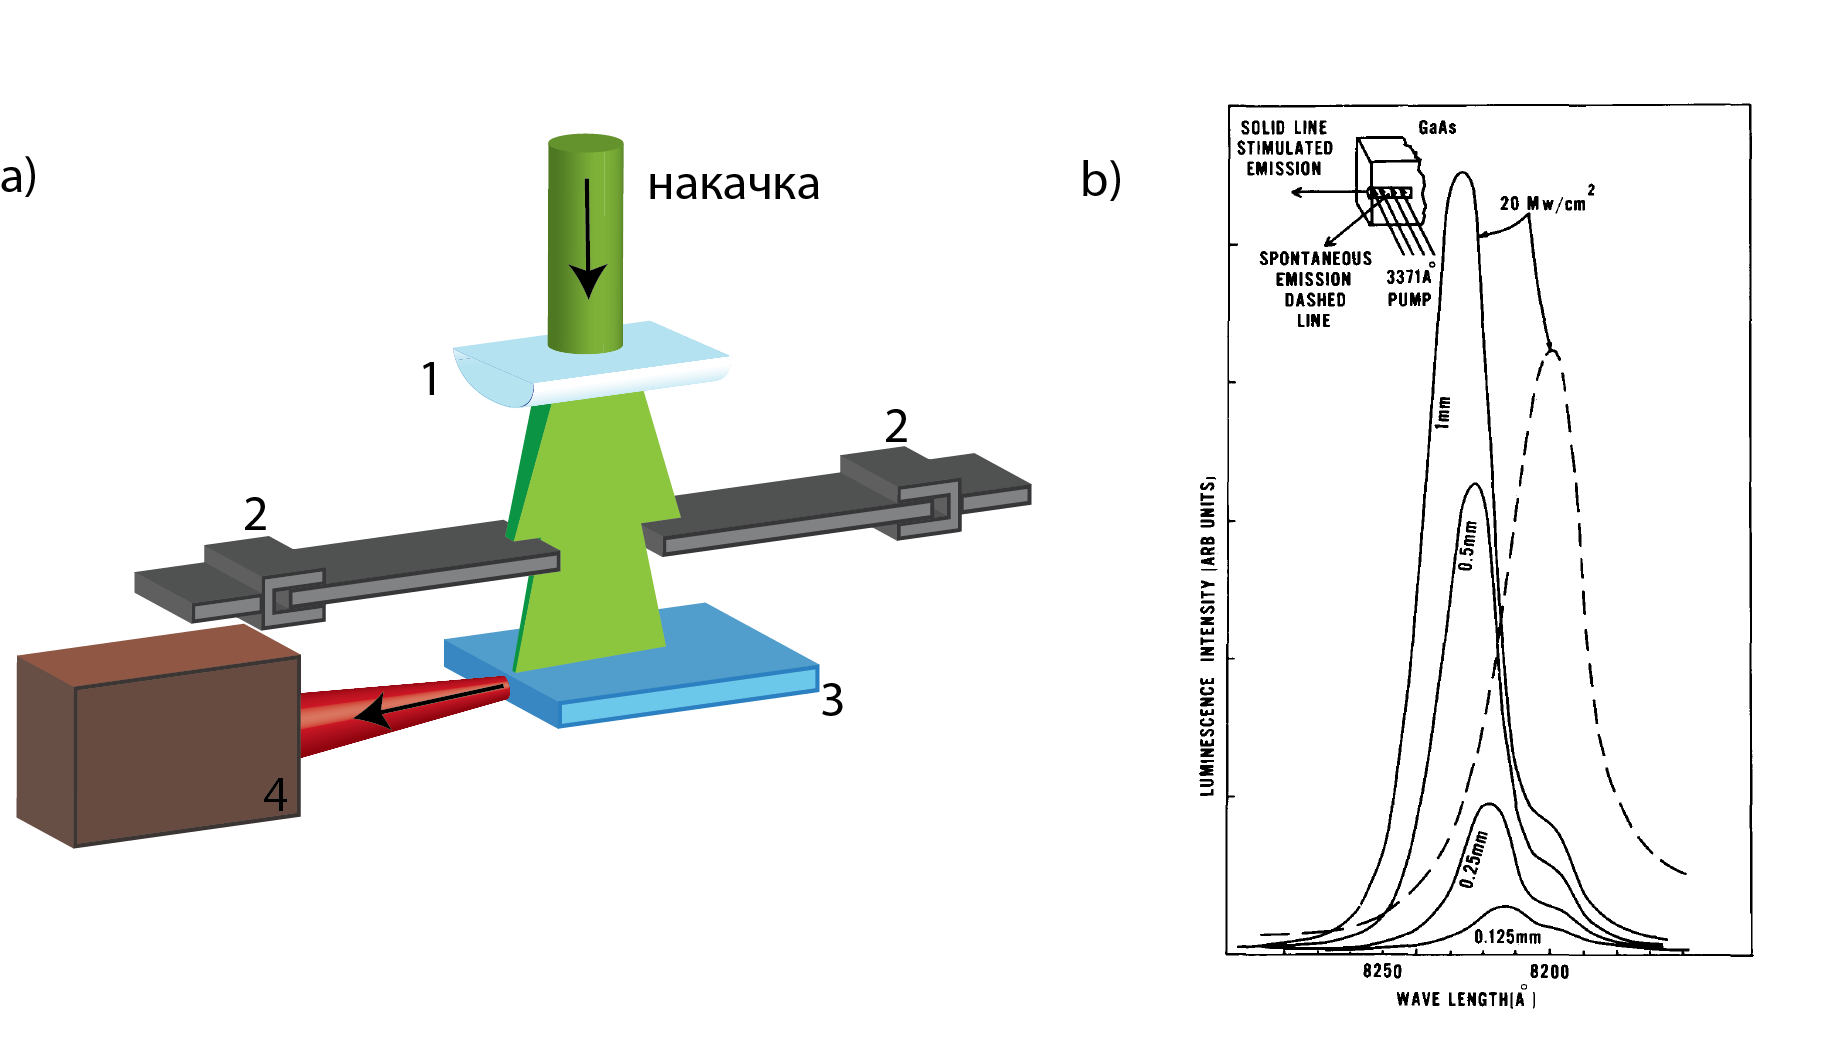 a)
накачка
1
2
2
3
4
b)
SOLID LINE
STIMULATED
EMISSION
GaAs
20 Mw/cm²
SPONTANEOUS
EMISSION
DASHED
LINE
3371Å
PUMP
1mm
0.5mm
0.25mm
0.125mm
LUMINESCENCE INTENSITY (ARB UNITS)
8250
8200
WAVE LENGTH(Å)